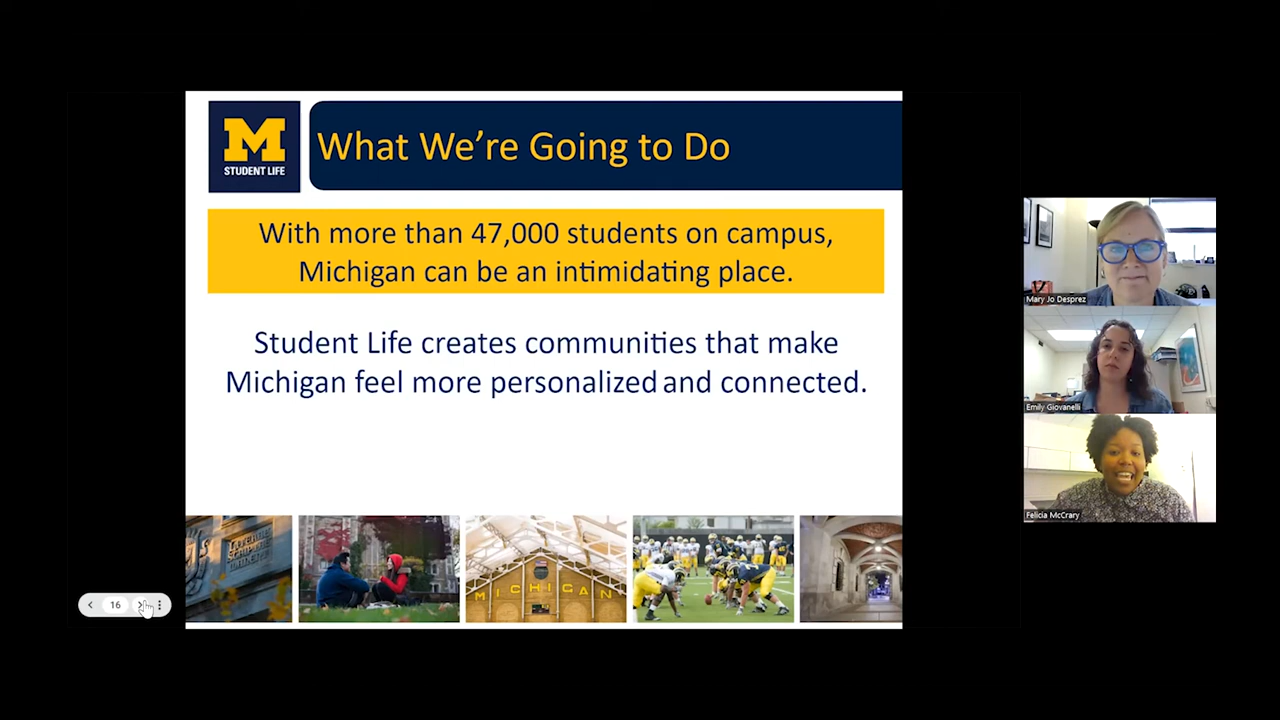 M
STUDENT LIFE
What We're Going to Do
With more than 47,000 students on campus,
Michigan can be an intimidating place.
Student Life creates communities that make
Michigan feel more personalized and connected.
MICHIGAN
16
Mary Jo Desprez
Emily Giovanelli
Felicia McCrary